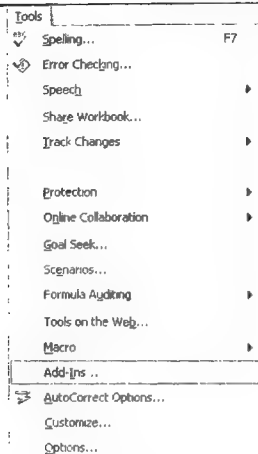 Tools
Spelling... F7
Error Checking...
Speech
Share Workbook...
Track Changes
Protection
Online Collaboration
Goal Seek...
Scenarios...
Formula Auditing
Tools on the Web...
Macro
Add-Ins ..
AutoCorrect Options...
Customize...
Options...